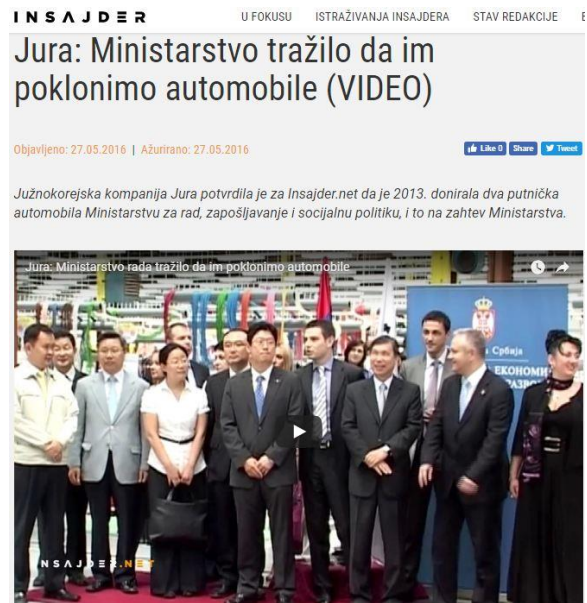 INSAJDER
U FOKUSU ISTRAŽIVANJA INSAJDERA STAV REDAKCIJE
Jura: Ministarstvo tražilo da im
poklonimo automobile (VIDEO)
Objavljeno: 27.05.2016 | Ažurirano: 27.05.2016
Like 0 Share Tweet
Južnokorejska kompanija Jura potvrdila je za Insajder.net da je 2013. donirala dva putnička
automobila Ministarstvu za rad, zapošljavanje i socijalnu politiku, i to na zahtev Ministarstva.
Jura: Ministarstvo rada tražilo da im poklonimo automobile
Србија
ЕКОНОМИ
РАЗВО
INSAJDER.NET